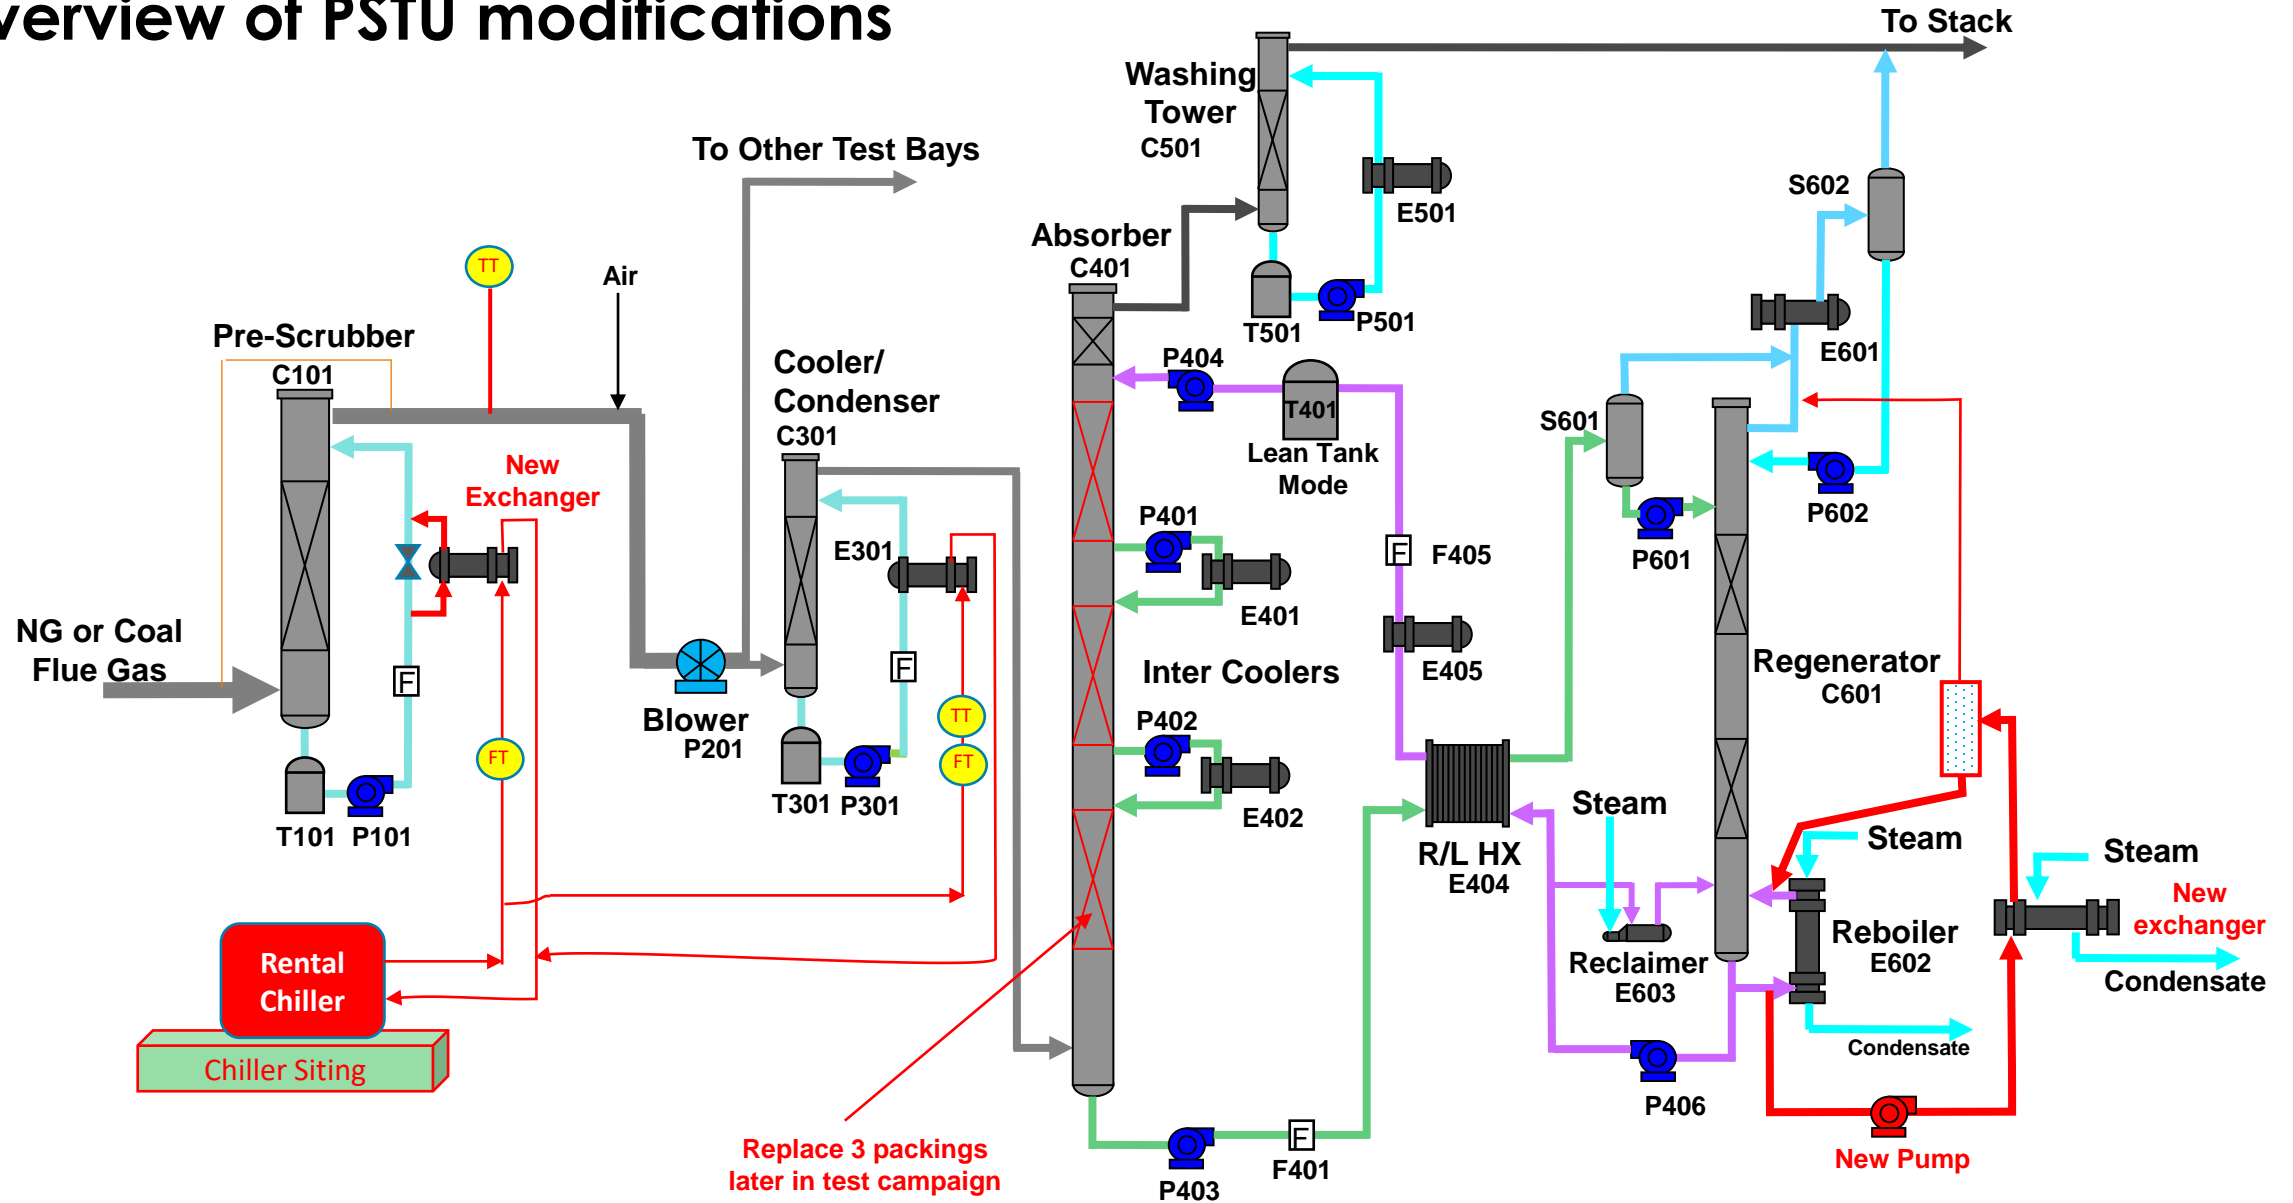 verview of PSTU modifications
To Stack
Washing
Tower
C501
To Other Test Bays
S602
E501
Absorber
C401
TT
Air
T501
P501
Pre-Scrubber
C101
Cooler/
Condenser
C301
P404
E601
T401
Lean Tank
Mode
S601
New
Exchanger
P401
P602
E301
F
F405
P601
E401
NG or Coal
Flue Gas
F
F
Inter Coolers
E405
Regenerator
C601
Blower
P201
TT
P402
FT
FT
T301
P301
E402
Steam
Steam
Steam
T101
P101
R/L HX
E404
New
exchanger
Reboiler
E602
Rental
Chiller
Reclaimer
E603
Condensate
Condensate
Chiller Siting
P406
Replace 3 packings
later in test campaign
F
F401
P403
New Pump